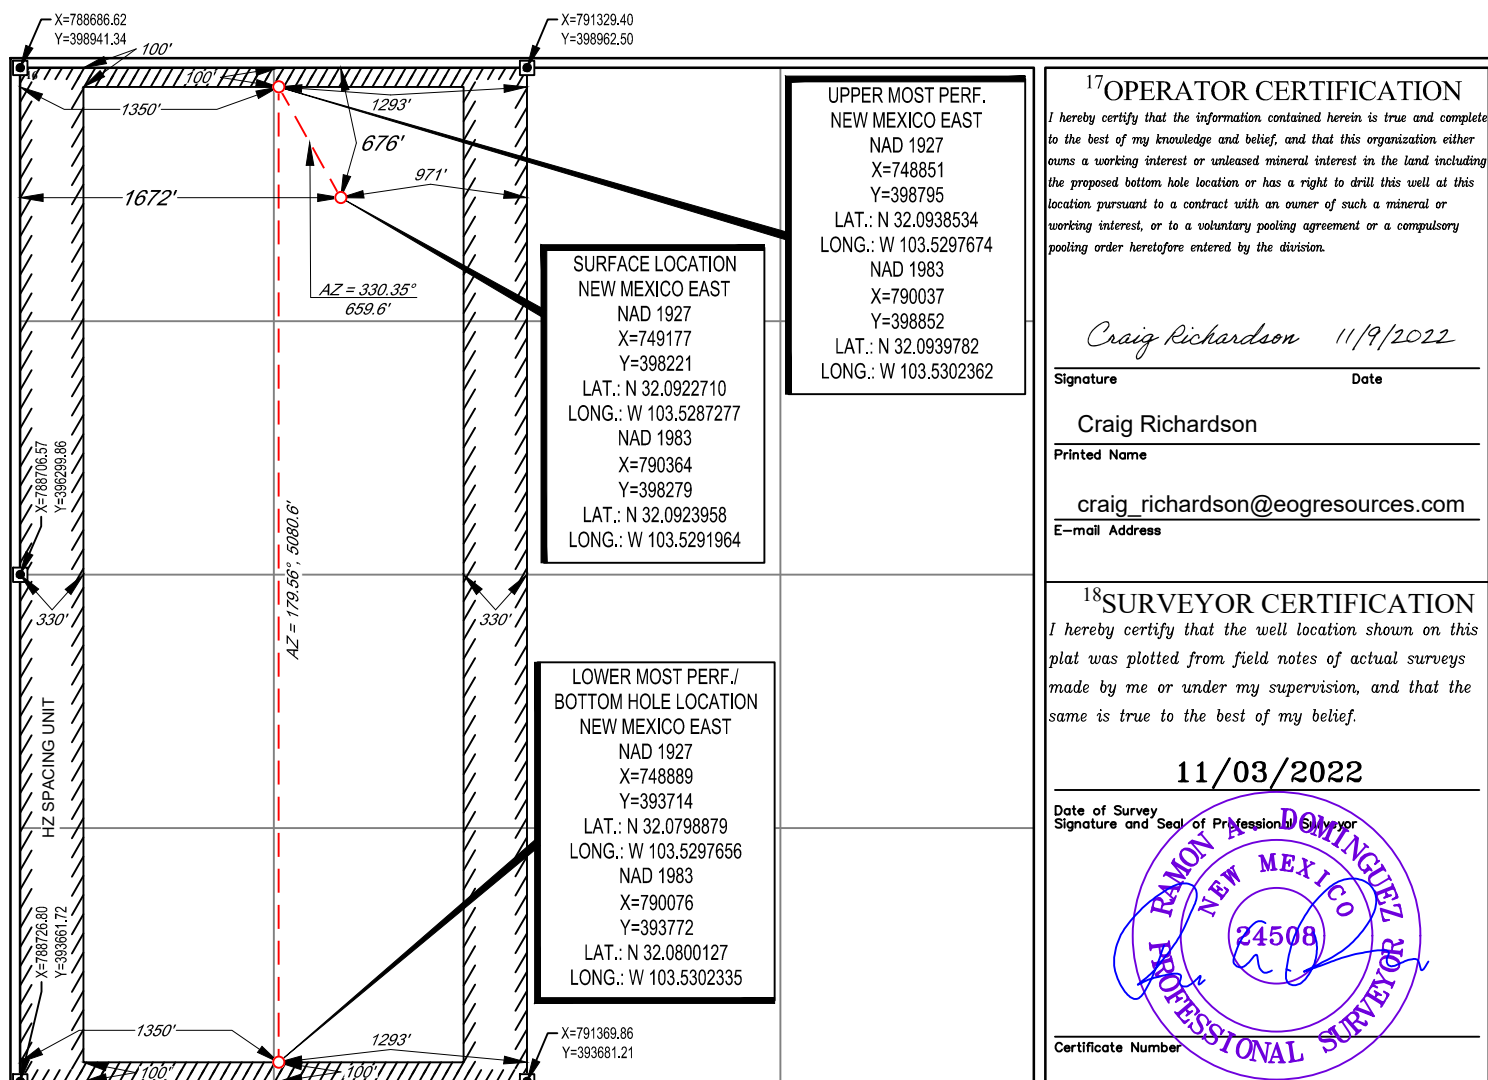 X=788686.62
Y=398941.34
X=791329.40
Y=398962.50
100'
100'
1350'
1293'
676'
971'
1672'
AZ = 330.35°
659.6'
X=788706.57
Y=396299.86
AZ = 179.56°, 5080.6'
330'
330'
HZ SPACING UNIT
X=788726.80
Y=393661.72
1350'
1293'
100'
100'
X=791369.86
Y=393681.21
UPPER MOST PERF.
NEW MEXICO EAST
NAD 1927
X=748851
Y=398795
LAT.: N 32.0938534
LONG.: W 103.5297674
NAD 1983
X=790037
Y=398852
LAT.: N 32.0939782
LONG.: W 103.5302362
SURFACE LOCATION
NEW MEXICO EAST
NAD 1927
X=749177
Y=398221
LAT.: N 32.0922710
LONG.: W 103.5287277
NAD 1983
X=790364
Y=398279
LAT.: N 32.0923958
LONG.: W 103.5291964
LOWER MOST PERF./
BOTTOM HOLE LOCATION
NEW MEXICO EAST
NAD 1927
X=748889
Y=393714
LAT.: N 32.0798879
LONG.: W 103.5297656
NAD 1983
X=790076
Y=393772
LAT.: N 32.0800127
LONG.: W 103.5302335
17 OPERATOR CERTIFICATION
I hereby certify that the information contained herein is true and complete
to the best of my knowledge and belief, and that this organization either
owns a working interest or unleased mineral interest in the land including
the proposed bottom hole location or has a right to drill this well at this
location pursuant to a contract with an owner of such a mineral or
working interest, or to a voluntary pooling agreement or a compulsory
pooling order heretofore entered by the division.
Craig Richardson 11/9/2022
Signature Date
Craig Richardson
Printed Name
craig_richardson@eogresources.com
E-mail Address
18 SURVEYOR CERTIFICATION
I hereby certify that the well location shown on this
plat was plotted from field notes of actual surveys
made by me or under my supervision, and that the
same is true to the best of my belief.
11/03/2022
Date of Survey
Signature and Seal of Professional Surveyor
RAMON A. DOMINGUEZ
NEW MEXICO
24508
PROFESSIONAL SURVEYOR
Certificate Number